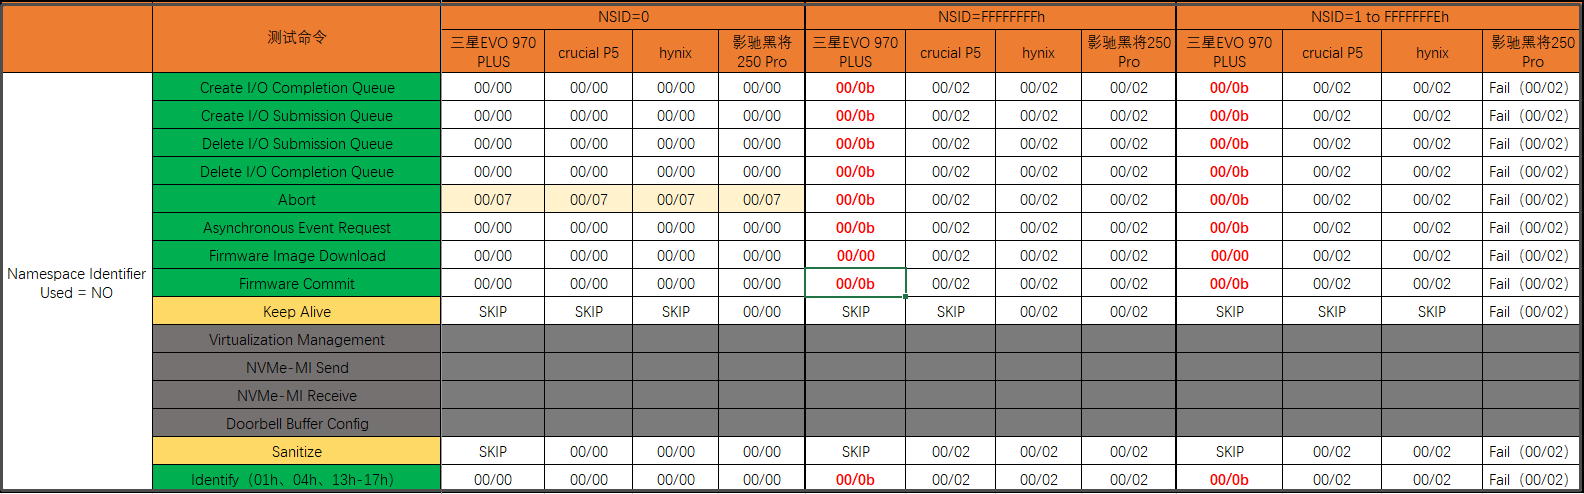 NSID=0 NSID=FFFFFFFFh NSID=1 to FFFFFFFEh
测试命令 三星EVO 970 PLUS crucial P5 hynix 影驰黑将250 Pro 三星EVO 970 PLUS crucial P5 hynix 影驰黑将250 Pro 三星EVO 970 PLUS crucial P5 hynix 影驰黑将250 Pro
Namespace Identifier Used = NO
Create I/O Completion Queue 00/00 00/00 00/00 00/00 00/0b 00/02 00/02 00/02 00/0b 00/02 00/02 Fail（00/02）
Create I/O Submission Queue 00/00 00/00 00/00 00/00 00/0b 00/02 00/02 00/02 00/0b 00/02 00/02 Fail（00/02）
Delete I/O Submission Queue 00/00 00/00 00/00 00/00 00/0b 00/02 00/02 00/02 00/0b 00/02 00/02 Fail（00/02）
Delete I/O Completion Queue 00/00 00/00 00/00 00/00 00/0b 00/02 00/02 00/02 00/0b 00/02 00/02 Fail（00/02）
Abort 00/07 00/07 00/07 00/07 00/0b 00/02 00/02 00/02 00/0b 00/02 00/02 Fail（00/02）
Asynchronous Event Request 00/00 00/00 00/00 00/00 00/0b 00/02 00/02 00/02 00/0b 00/02 00/02 Fail（00/02）
Firmware Image Download 00/00 00/00 00/00 00/00 00/00 00/02 00/02 00/02 00/00 00/02 00/02 Fail（00/02）
Firmware Commit 00/00 00/00 00/00 00/00 00/0b 00/02 00/02 00/02 00/0b 00/02 00/02 Fail（00/02）
Keep Alive SKIP SKIP SKIP 00/00 SKIP SKIP 00/02 00/02 SKIP SKIP SKIP Fail（00/02）
Virtualization Management
NVMe-MI Send
NVMe-MI Receive
Doorbell Buffer Config
Sanitize SKIP 00/00 00/00 00/00 SKIP 00/02 00/02 00/02 SKIP 00/02 00/02 Fail（00/02）
Identify（01h、04h、13h-17h） 00/00 00/00 00/00 00/00 00/0b 00/02 00/02 00/02 00/0b 00/02 00/02 Fail（00/02）